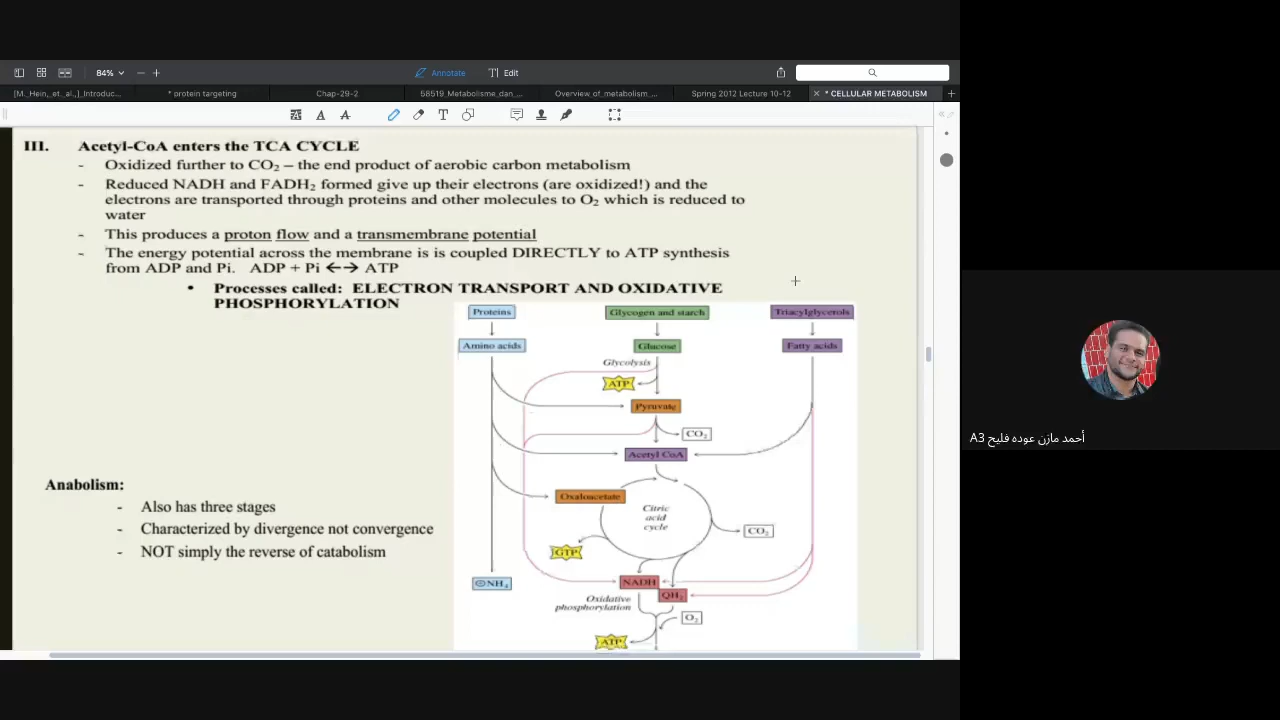 84%
Annotate
Edit
[M._Hein,_et._al.,]_Introduc...
* protein targeting
Chap-29-2
58519_Metabolisme_dan_...
Overview_of_metabolism_...
Spring 2012 Lecture 10-12
* CELLULAR METABOLISM
III. Acetyl-CoA enters the TCA CYCLE
- Oxidized further to CO₂ – the end product of aerobic carbon metabolism
- Reduced NADH and FADH₂ formed give up their electrons (are oxidized!) and the
electrons are transported through proteins and other molecules to O₂ which is reduced to
water
- This produces a proton flow and a transmembrane potential
- The energy potential across the membrane is is coupled DIRECTLY to ATP synthesis
from ADP and Pi. ADP + Pi ←→ ATP
• Processes called: ELECTRON TRANSPORT AND OXIDATIVE
PHOSPHORYLATION
Proteins
Glycogen and starch
Triacylglycerols
Amino acids
Glucose
Fatty acids
Glycolysis
ATP
Pyruvate
CO₂
Acetyl CoA
Oxaloacetate
Citric
acid
cycle
CO₂
GTP
⊕NH₄
NADH
QH₂
Oxidative
phosphorylation
O₂
ATP
Anabolism:
- Also has three stages
- Characterized by divergence not convergence
- NOT simply the reverse of catabolism
أحمد مازن عوده فليح A3